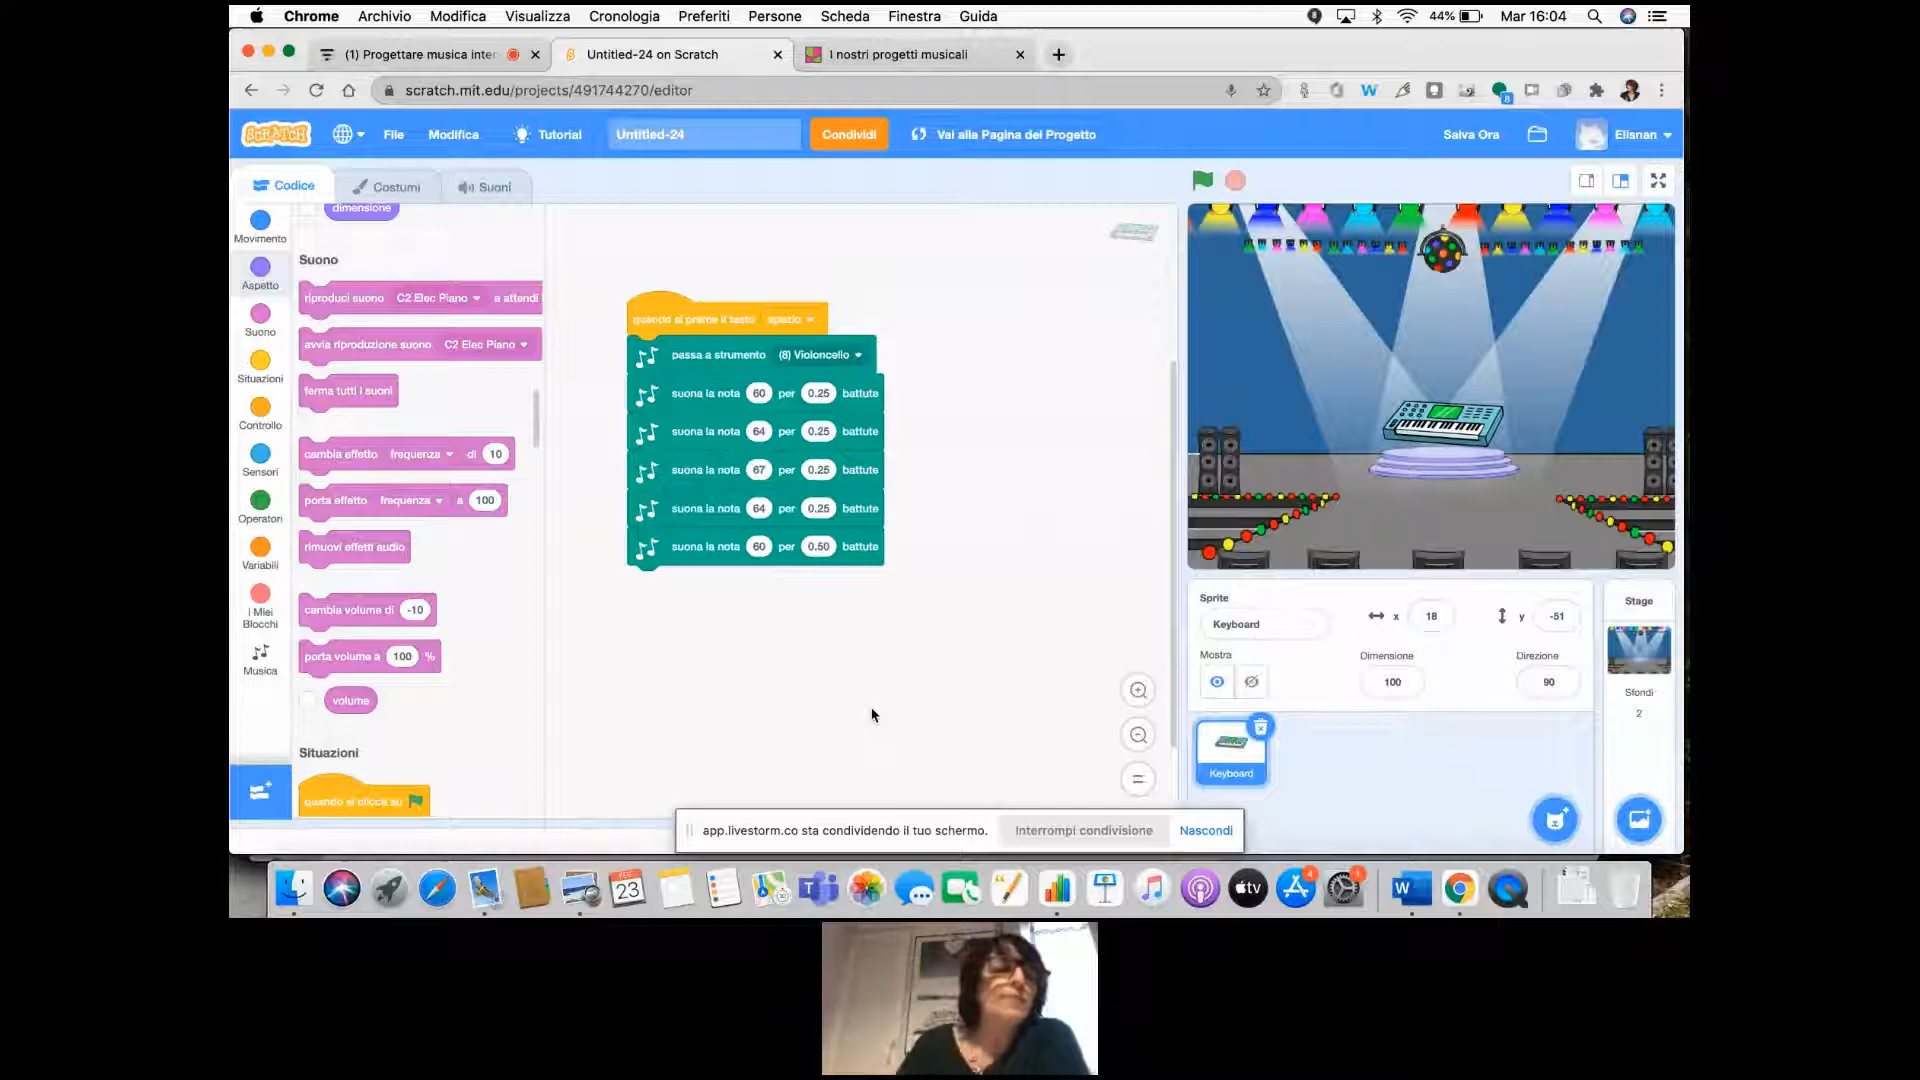 Chrome Archivio Modifica Visualizza Cronologia Preferiti Persone Scheda Finestra Guida 44% Mar 16:04
(1) Progettare musica inter Untitled-24 on Scratch I nostri progetti musicali
scratch.mit.edu/projects/491744270/editor
SCRATCH File Modifica Tutorial Untitled-24 Condividi Vai alla Pagina del Progetto Salva Ora Elisnan
Codice Costumi Suoni
Movimento
Aspetto
Suono
Situazioni
Controllo
Sensori
Operatori
Variabili
I Miei
Blocchi
Musica
dimensione
Suono
riproduci suono C2 Elec Piano e attendi
avvia riproduzione suono C2 Elec Piano
ferma tutti i suoni
cambia effetto frequenza di 10
porta effetto frequenza a 100
rimuovi effetti audio
cambia volume di -10
porta volume a 100 %
volume
Situazioni
quando si clicca su
quando si preme il tasto spazio
passa a strumento (8) Violoncello
suona la nota 60 per 0.25 battute
suona la nota 64 per 0.25 battute
suona la nota 67 per 0.25 battute
suona la nota 64 per 0.25 battute
suona la nota 60 per 0.50 battute
Sprite
Keyboard x 18 y -51
Mostra Dimensione Direzione
100 90
Keyboard
Stage
Sfondi
2
app.livestorm.co sta condividendo il tuo schermo. Interrompi condivisione Nascondi
FEB
23
tv
4
1
W